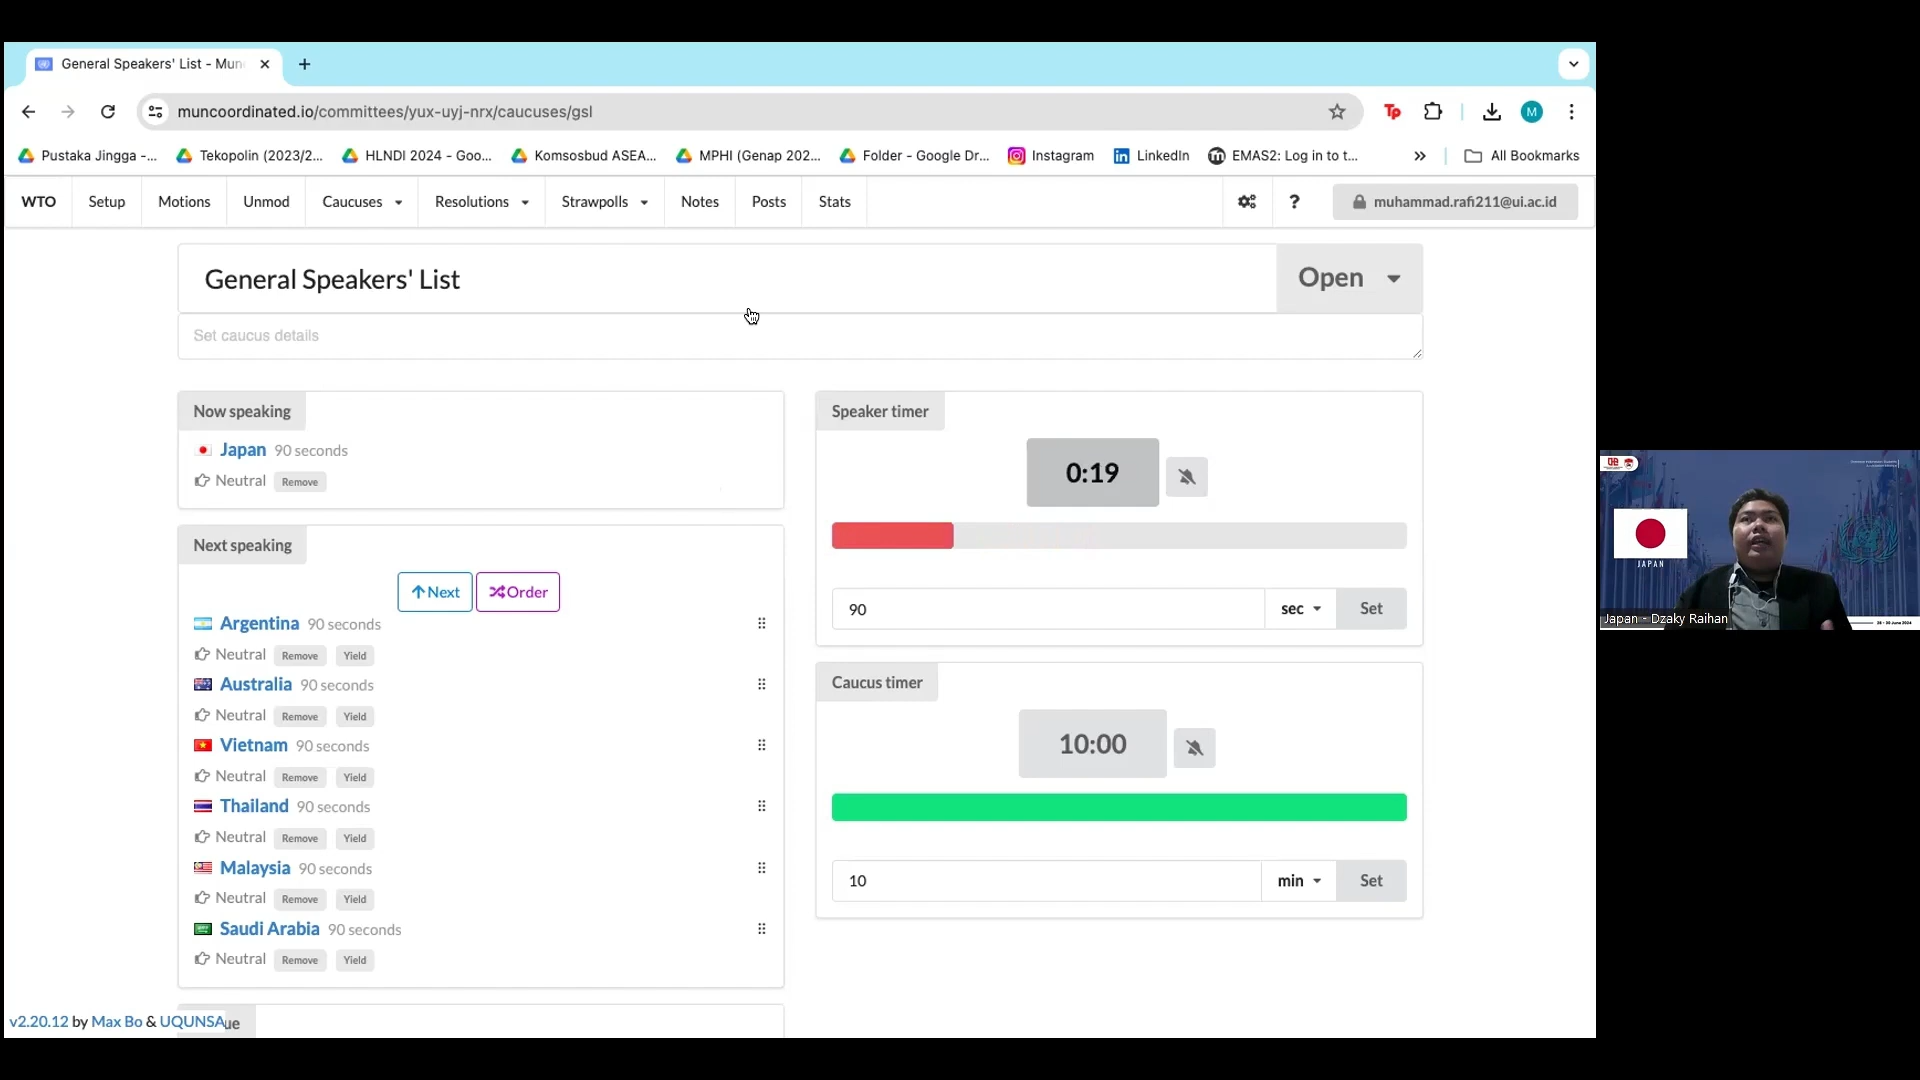 General Speakers' List - Mun
muncoordinated.io/committees/yux-uyj-nrx/caucuses/gsl
Tp
M
Pustaka Jingga -...
Tekopolin (2023/2...
HLNDI 2024 - Goo...
Komsosbud ASEA...
MPHI (Genap 202...
Folder - Google Dr...
Instagram
LinkedIn
EMAS2: Log in to t...
All Bookmarks
WTO
Setup
Motions
Unmod
Caucuses
Resolutions
Strawpolls
Notes
Posts
Stats
?
muhammad.rafi211@ui.ac.id
General Speakers' List
Open
Set caucus details
Now speaking
Japan 90 seconds
Neutral Remove
Next speaking
Next
Order
Argentina 90 seconds
Neutral Remove Yield
Australia 90 seconds
Neutral Remove Yield
Vietnam 90 seconds
Neutral Remove Yield
Thailand 90 seconds
Neutral Remove Yield
Malaysia 90 seconds
Neutral Remove Yield
Saudi Arabia 90 seconds
Neutral Remove Yield
ue
v2.20.12 by Max Bo & UQUNSA
Speaker timer
0:19
90
sec
Set
Caucus timer
10:00
10
min
Set
JAPAN
Japan - Dzaky Raihan